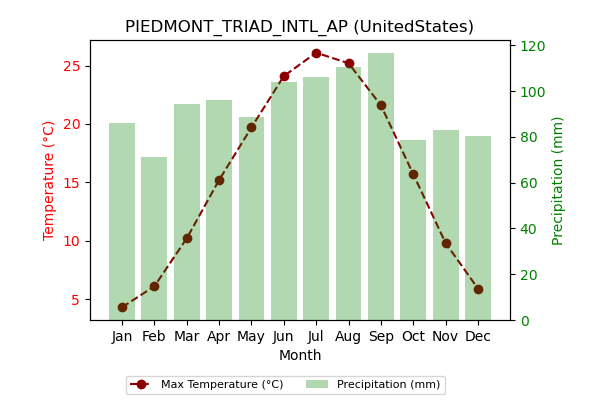 PIEDMONT_TRIAD_INTL_AP (UnitedStates)
25
20
15
10
5
Temperature (°C)
120
100
80
60
40
20
0
Precipitation (mm)
Jan Feb Mar Apr May Jun Jul Aug Sep Oct Nov Dec
Month
Max Temperature (°C) Precipitation (mm)